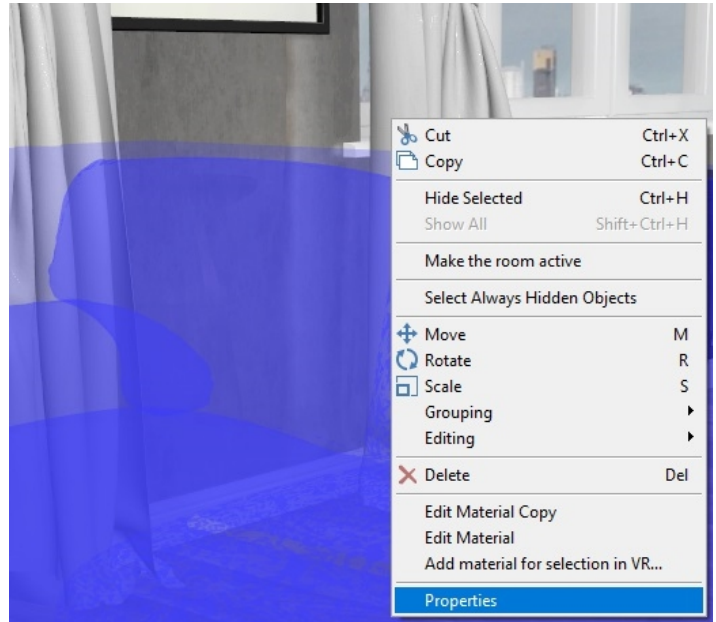 Cut Ctrl+X
Copy Ctrl+C
Hide Selected Ctrl+H
Show All Shift+Ctrl+H
Make the room active
Select Always Hidden Objects
Move M
Rotate R
Scale S
Grouping
Editing
Delete Del
Edit Material Copy
Edit Material
Add material for selection in VR...
Properties